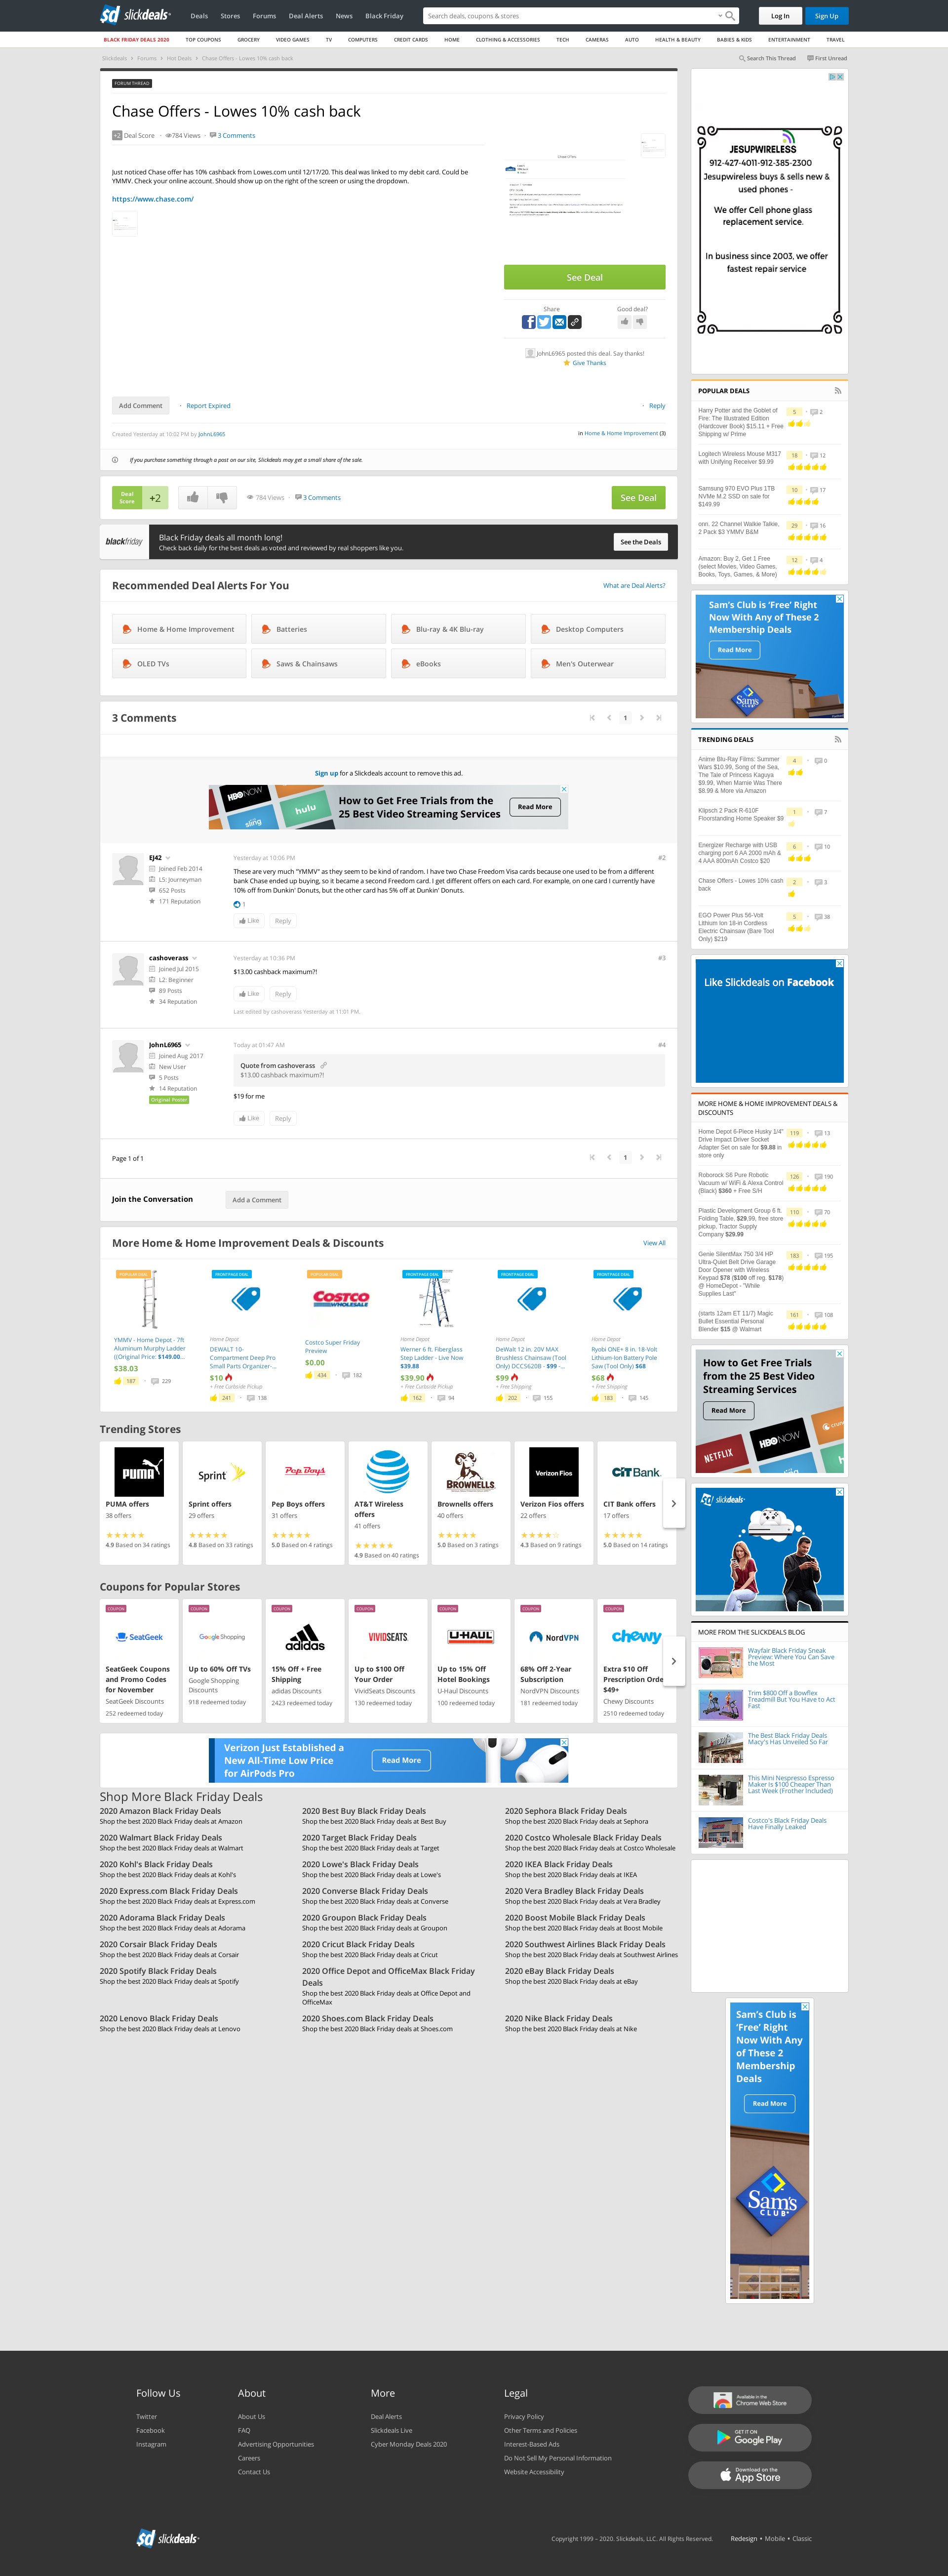 slickdeals
Deals Stores Forums Deal Alerts News Black Friday
Search deals, coupons & stores
Log In Sign Up
BLACK FRIDAY DEALS 2020 TOP COUPONS GROCERY VIDEO GAMES TV COMPUTERS CREDIT CARDS HOME CLOTHING & ACCESSORIES TECH CAMERAS AUTO HEALTH & BEAUTY BABIES & KIDS ENTERTAINMENT TRAVEL
Slickdeals Forums Hot Deals Chase Offers - Lowes 10% cash back
Search This Thread First Unread
FORUM THREAD
Chase Offers - Lowes 10% cash back
+2 Deal Score 784 Views 3 Comments
Just noticed Chase offer has 10% cashback from Lowes.com until 12/17/20. This deal was linked to my debit card. Could be
YMMV. Check your online account. Should show up on the right of the screen or using the dropdown.
https://www.chase.com/
Chase Offers
See Deal
Share Good deal?
JohnL6965 posted this deal. Say thanks!
Give Thanks
Add Comment Report Expired Reply
Created Yesterday at 10:02 PM by JohnL6965
in Home & Home Improvement (3)
If you purchase something through a post on our site, Slickdeals may get a small share of the sale.
Deal
Score
+2
784 Views 3 Comments
See Deal
blackfriday
Black Friday deals all month long!
Check back daily for the best deals as voted and reviewed by real shoppers like you.
See the Deals
Recommended Deal Alerts For You
What are Deal Alerts?
Home & Home Improvement Batteries Blu-ray & 4K Blu-ray Desktop Computers
OLED TVs Saws & Chainsaws eBooks Men's Outerwear
3 Comments
1
Sign up for a Slickdeals account to remove this ad.
HBO NOW
hulu
How to Get Free Trials from the
25 Best Video Streaming Services
Read More
EJ42
Joined Feb 2014
L5: Journeyman
652 Posts
171 Reputation
Yesterday at 10:06 PM
#2
These are very much "YMMV" as they seem to be kind of random. I have two Chase Freedom Visa cards because one used to be from a different
bank Chase ended up buying, so it became a second Freedom card. I get different offers on each card. For example, on one card I currently have
10% off from Dunkin' Donuts, but the other card has 5% off at Dunkin' Donuts.
1
Like Reply
cashoverass
Joined Jul 2015
L2: Beginner
89 Posts
34 Reputation
Yesterday at 10:36 PM
#3
$13.00 cashback maximum?!
Like Reply
Last edited by cashoverass Yesterday at 11:01 PM.
JohnL6965
Joined Aug 2017
New User
5 Posts
14 Reputation
Original Poster
Today at 01:47 AM
#4
Quote from cashoverass
$13.00 cashback maximum?!
$19 for me
Like Reply
Page 1 of 1
1
Join the Conversation
Add a Comment
More Home & Home Improvement Deals & Discounts
View All
POPULAR DEAL
YMMV - Home Depot - 7ft
Aluminum Murphy Ladder
((Original Price: $149.00...
$38.03
187 229
FRONTPAGE DEAL
Home Depot
DEWALT 10-
Compartment Deep Pro
Small Parts Organizer-...
$10
+ Free Curbside Pickup
241 138
POPULAR DEAL
COSTCO WHOLESALE
Costco Super Friday
Preview
$0.00
434 182
FRONTPAGE DEAL
Home Depot
Werner 6 ft. Fiberglass
Step Ladder - Live Now
$39.88
$39.90
+ Free Curbside Pickup
162 94
FRONTPAGE DEAL
Home Depot
DeWalt 12 in. 20V MAX
Brushless Chainsaw (Tool
Only) DCCS620B - $99 -...
$99
+ Free Shipping
202 155
FRONTPAGE DEAL
Home Depot
Ryobi ONE+ 8 in. 18-Volt
Lithium-Ion Battery Pole
Saw (Tool Only) $68
$68
+ Free Shipping
183 145
Trending Stores
PUMA
PUMA offers
38 offers
4.9 Based on 34 ratings
Sprint
Sprint offers
29 offers
4.8 Based on 33 ratings
Pep Boys
Pep Boys offers
31 offers
5.0 Based on 4 ratings
AT&T Wireless
offers
41 offers
4.9 Based on 40 ratings
BROWNELLS
Brownells offers
40 offers
5.0 Based on 3 ratings
Verizon Fios
Verizon Fios offers
22 offers
4.3 Based on 9 ratings
CIT Bank
CIT Bank offers
17 offers
5.0 Based on 14 ratings
Coupons for Popular Stores
COUPON
SeatGeek
SeatGeek Coupons
and Promo Codes
for November
SeatGeek Discounts
252 redeemed today
COUPON
Google Shopping
Up to 60% Off TVs
Google Shopping
Discounts
918 redeemed today
COUPON
adidas
15% Off + Free
Shipping
adidas Discounts
2423 redeemed today
COUPON
VIVIDSEATS
Up to $100 Off
Your Order
VividSeats Discounts
130 redeemed today
COUPON
U-HAUL
Up to 15% Off
Hotel Bookings
U-Haul Discounts
100 redeemed today
COUPON
NordVPN
68% Off 2-Year
Subscription
NordVPN Discounts
181 redeemed today
COUPON
chewy
Extra $10 Off
Prescription Orde
$49+
Chewy Discounts
2510 redeemed today
Verizon Just Established a
New All-Time Low Price
for AirPods Pro
Read More
Shop More Black Friday Deals
2020 Amazon Black Friday Deals
Shop the best 2020 Black Friday deals at Amazon
2020 Best Buy Black Friday Deals
Shop the best 2020 Black Friday deals at Best Buy
2020 Sephora Black Friday Deals
Shop the best 2020 Black Friday deals at Sephora
2020 Walmart Black Friday Deals
Shop the best 2020 Black Friday deals at Walmart
2020 Target Black Friday Deals
Shop the best 2020 Black Friday deals at Target
2020 Costco Wholesale Black Friday Deals
Shop the best 2020 Black Friday deals at Costco Wholesale
2020 Kohl's Black Friday Deals
Shop the best 2020 Black Friday deals at Kohl's
2020 Lowe's Black Friday Deals
Shop the best 2020 Black Friday deals at Lowe's
2020 IKEA Black Friday Deals
Shop the best 2020 Black Friday deals at IKEA
2020 Express.com Black Friday Deals
Shop the best 2020 Black Friday deals at Express.com
2020 Converse Black Friday Deals
Shop the best 2020 Black Friday deals at Converse
2020 Vera Bradley Black Friday Deals
Shop the best 2020 Black Friday deals at Vera Bradley
2020 Adorama Black Friday Deals
Shop the best 2020 Black Friday deals at Adorama
2020 Groupon Black Friday Deals
Shop the best 2020 Black Friday deals at Groupon
2020 Boost Mobile Black Friday Deals
Shop the best 2020 Black Friday deals at Boost Mobile
2020 Corsair Black Friday Deals
Shop the best 2020 Black Friday deals at Corsair
2020 Cricut Black Friday Deals
Shop the best 2020 Black Friday deals at Cricut
2020 Southwest Airlines Black Friday Deals
Shop the best 2020 Black Friday deals at Southwest Airlines
2020 Spotify Black Friday Deals
Shop the best 2020 Black Friday deals at Spotify
2020 Office Depot and OfficeMax Black Friday
Deals
Shop the best 2020 Black Friday deals at Office Depot and
OfficeMax
2020 eBay Black Friday Deals
Shop the best 2020 Black Friday deals at eBay
2020 Lenovo Black Friday Deals
Shop the best 2020 Black Friday deals at Lenovo
2020 Shoes.com Black Friday Deals
Shop the best 2020 Black Friday deals at Shoes.com
2020 Nike Black Friday Deals
Shop the best 2020 Black Friday deals at Nike
JESUPWIRELESS
912-427-4011-912-385-2300
Jesupwireless buys & sells new &
used phones -
We offer Cell phone glass
replacement service.
In business since 2003, we offer
fastest repair service
POPULAR DEALS
Harry Potter and the Goblet of
Fire: The Illustrated Edition
(Hardcover Book) $15.11 + Free
Shipping w/ Prime
5 2
Logitech Wireless Mouse M317
with Unifying Receiver $9.99
18 12
Samsung 970 EVO Plus 1TB
NVMe M.2 SSD on sale for
$149.99
10 17
onn. 22 Channel Walkie Talkie,
2 Pack $3 YMMV B&M
29 16
Amazon: Buy 2, Get 1 Free
(select Movies, Video Games,
Books, Toys, Games, & More)
12 4
Sam's Club is 'Free' Right
Now With Any of These 2
Membership Deals
Read More
Sam's
TRENDING DEALS
Anime Blu-Ray Films: Summer
Wars $10.99, Song of the Sea,
The Tale of Princess Kaguya
$9.99, When Marnie Was There
$8.99 & More via Amazon
4 0
Klipsch 2 Pack R-610F
Floorstanding Home Speaker $9
1 7
Energizer Recharge with USB
charging port 6 AA 2000 mAh &
4 AAA 800mAh Costco $20
6 10
Chase Offers - Lowes 10% cash
back
2 3
EGO Power Plus 56-Volt
Lithium Ion 18-in Cordless
Electric Chainsaw (Bare Tool
Only) $219
5 38
Like Slickdeals on Facebook
MORE HOME & HOME IMPROVEMENT DEALS &
DISCOUNTS
Home Depot 6-Piece Husky 1/4"
Drive Impact Driver Socket
Adapter Set on sale for $9.88 in
store only
119 13
Roborock S6 Pure Robotic
Vacuum w/ WiFi & Alexa Control
(Black) $360 + Free S/H
126 190
Plastic Development Group 6 ft.
Folding Table, $29.99, free store
pickup, Tractor Supply
Company $29.99
110 70
Genie SilentMax 750 3/4 HP
Ultra-Quiet Belt Drive Garage
Door Opener with Wireless
Keypad $78 ($100 off reg. $178)
@ HomeDepot - "While
Supplies Last"
183 195
(starts 12am ET 11/7) Magic
Bullet Essential Personal
Blender $15 @ Walmart
161 108
How to Get Free Trials
from the 25 Best Video
Streaming Services
Read More
NETFLIX
HBO NOW
crunchyroll
slickdeals
MORE FROM THE SLICKDEALS BLOG
Wayfair Black Friday Sneak
Preview: Where You Can Save
the Most
Trim $800 Off a Bowflex
Treadmill But You Have to Act
Fast
The Best Black Friday Deals
Macy's Has Unveiled So Far
This Mini Nespresso Espresso
Maker Is $100 Cheaper Than
Last Week (Frother Included)
Costco's Black Friday Deals
Have Finally Leaked
Sam's Club is
'Free' Right
Now With Any
of These 2
Membership
Deals
Read More
Sam's
CLUB
Follow Us
Twitter
Facebook
Instagram
About
About Us
FAQ
Advertising Opportunities
Careers
Contact Us
More
Deal Alerts
Slickdeals Live
Cyber Monday Deals 2020
Legal
Privacy Policy
Other Terms and Policies
Interest-Based Ads
Do Not Sell My Personal Information
Website Accessibility
Available in the
Chrome Web Store
GET IT ON
Google Play
Download on the
App Store
slickdeals
Copyright 1999 – 2020. Slickdeals, LLC. All Rights Reserved. Redesign • Mobile • Classic